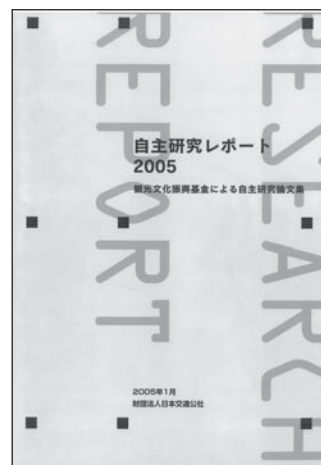 RESEARCH
REPORT
自主研究レポート
2005
観光文化振興基金による自主研究論文集
2005年1月
財団法人日本交通公社